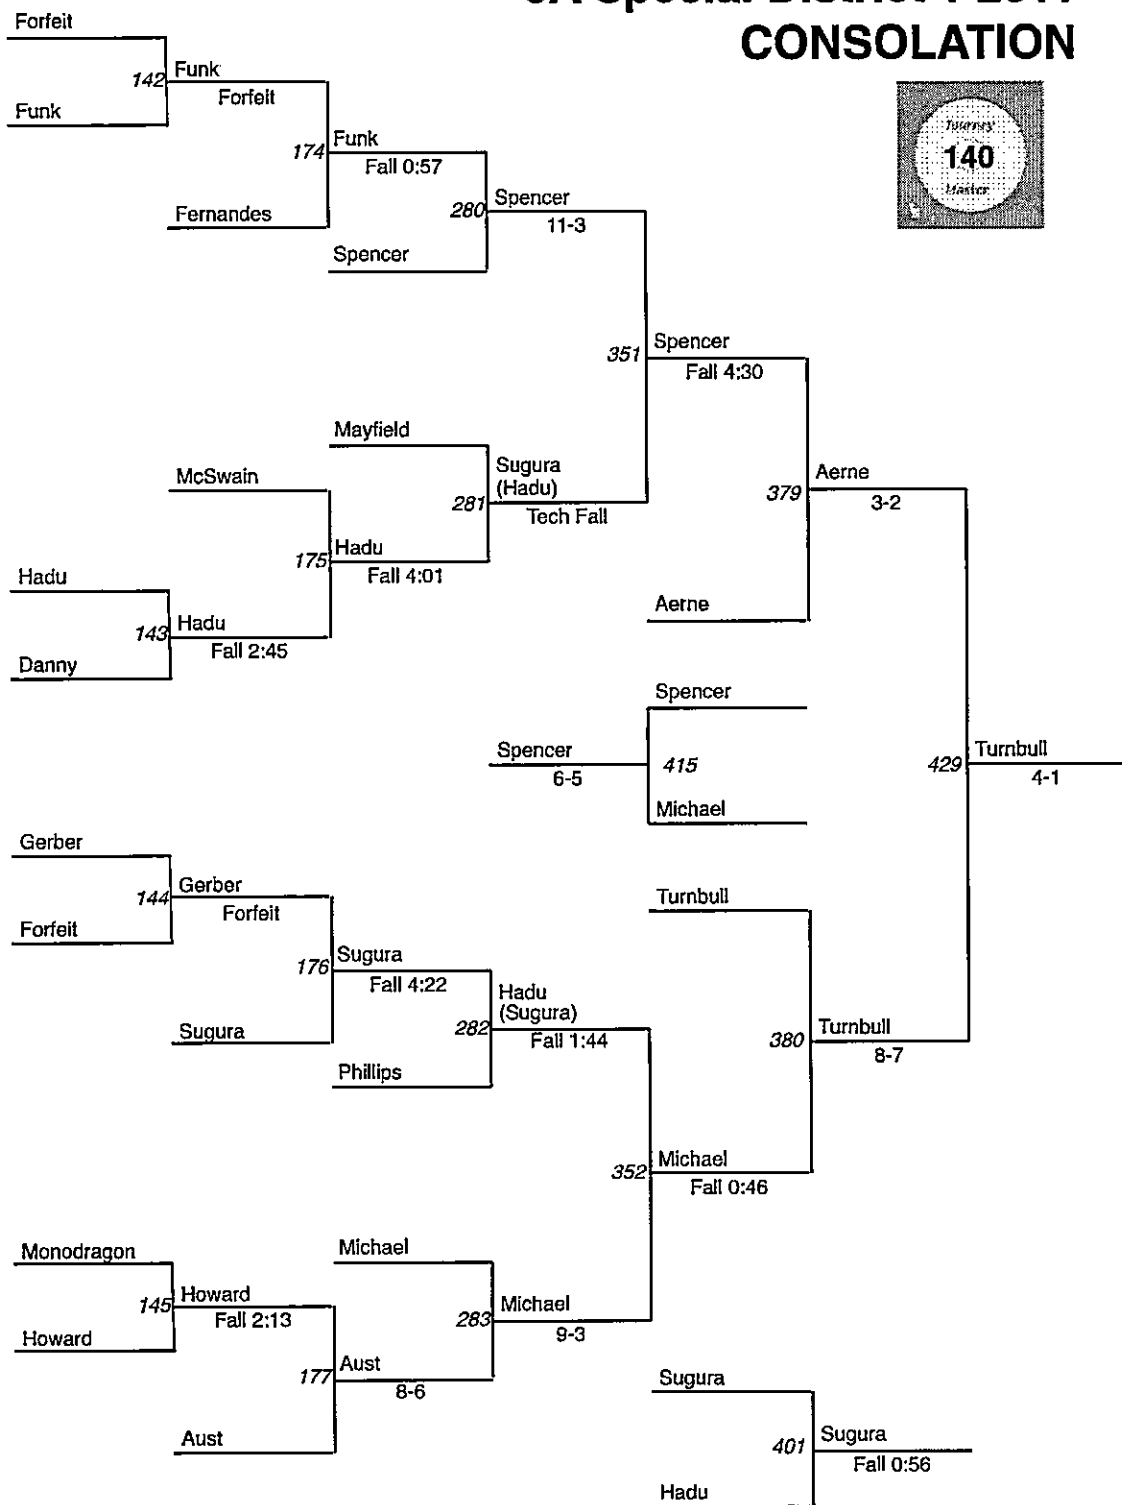 CONSOLATION
Tourney
140
Master
Forfeit
142
Funk
Forfeit
Funk
174
Funk
Fall 0:57
Fernandes
280
Spencer
11-3
Spencer
351
Spencer
Fall 4:30
Mayfield
McSwain
281
Sugura
(Hadu)
Tech Fall
379
Aerne
3-2
175
Hadu
Fall 4:01
Hadu
143
Hadu
Fall 2:45
Danny
Aerne
Spencer
Spencer
6-5
415
Michael
429
Turnbull
4-1
Gerber
144
Gerber
Forfeit
Forfeit
Turnbull
176
Sugura
Fall 4:22
Sugura
282
Hadu
(Sugura)
Fall 1:44
Phillips
380
Turnbull
8-7
352
Michael
Fall 0:46
Monodragon
145
Howard
Fall 2:13
Howard
Michael
283
Michael
9-3
177
Aust
8-6
Aust
Sugura
401
Sugura
Fall 0:56
Hadu